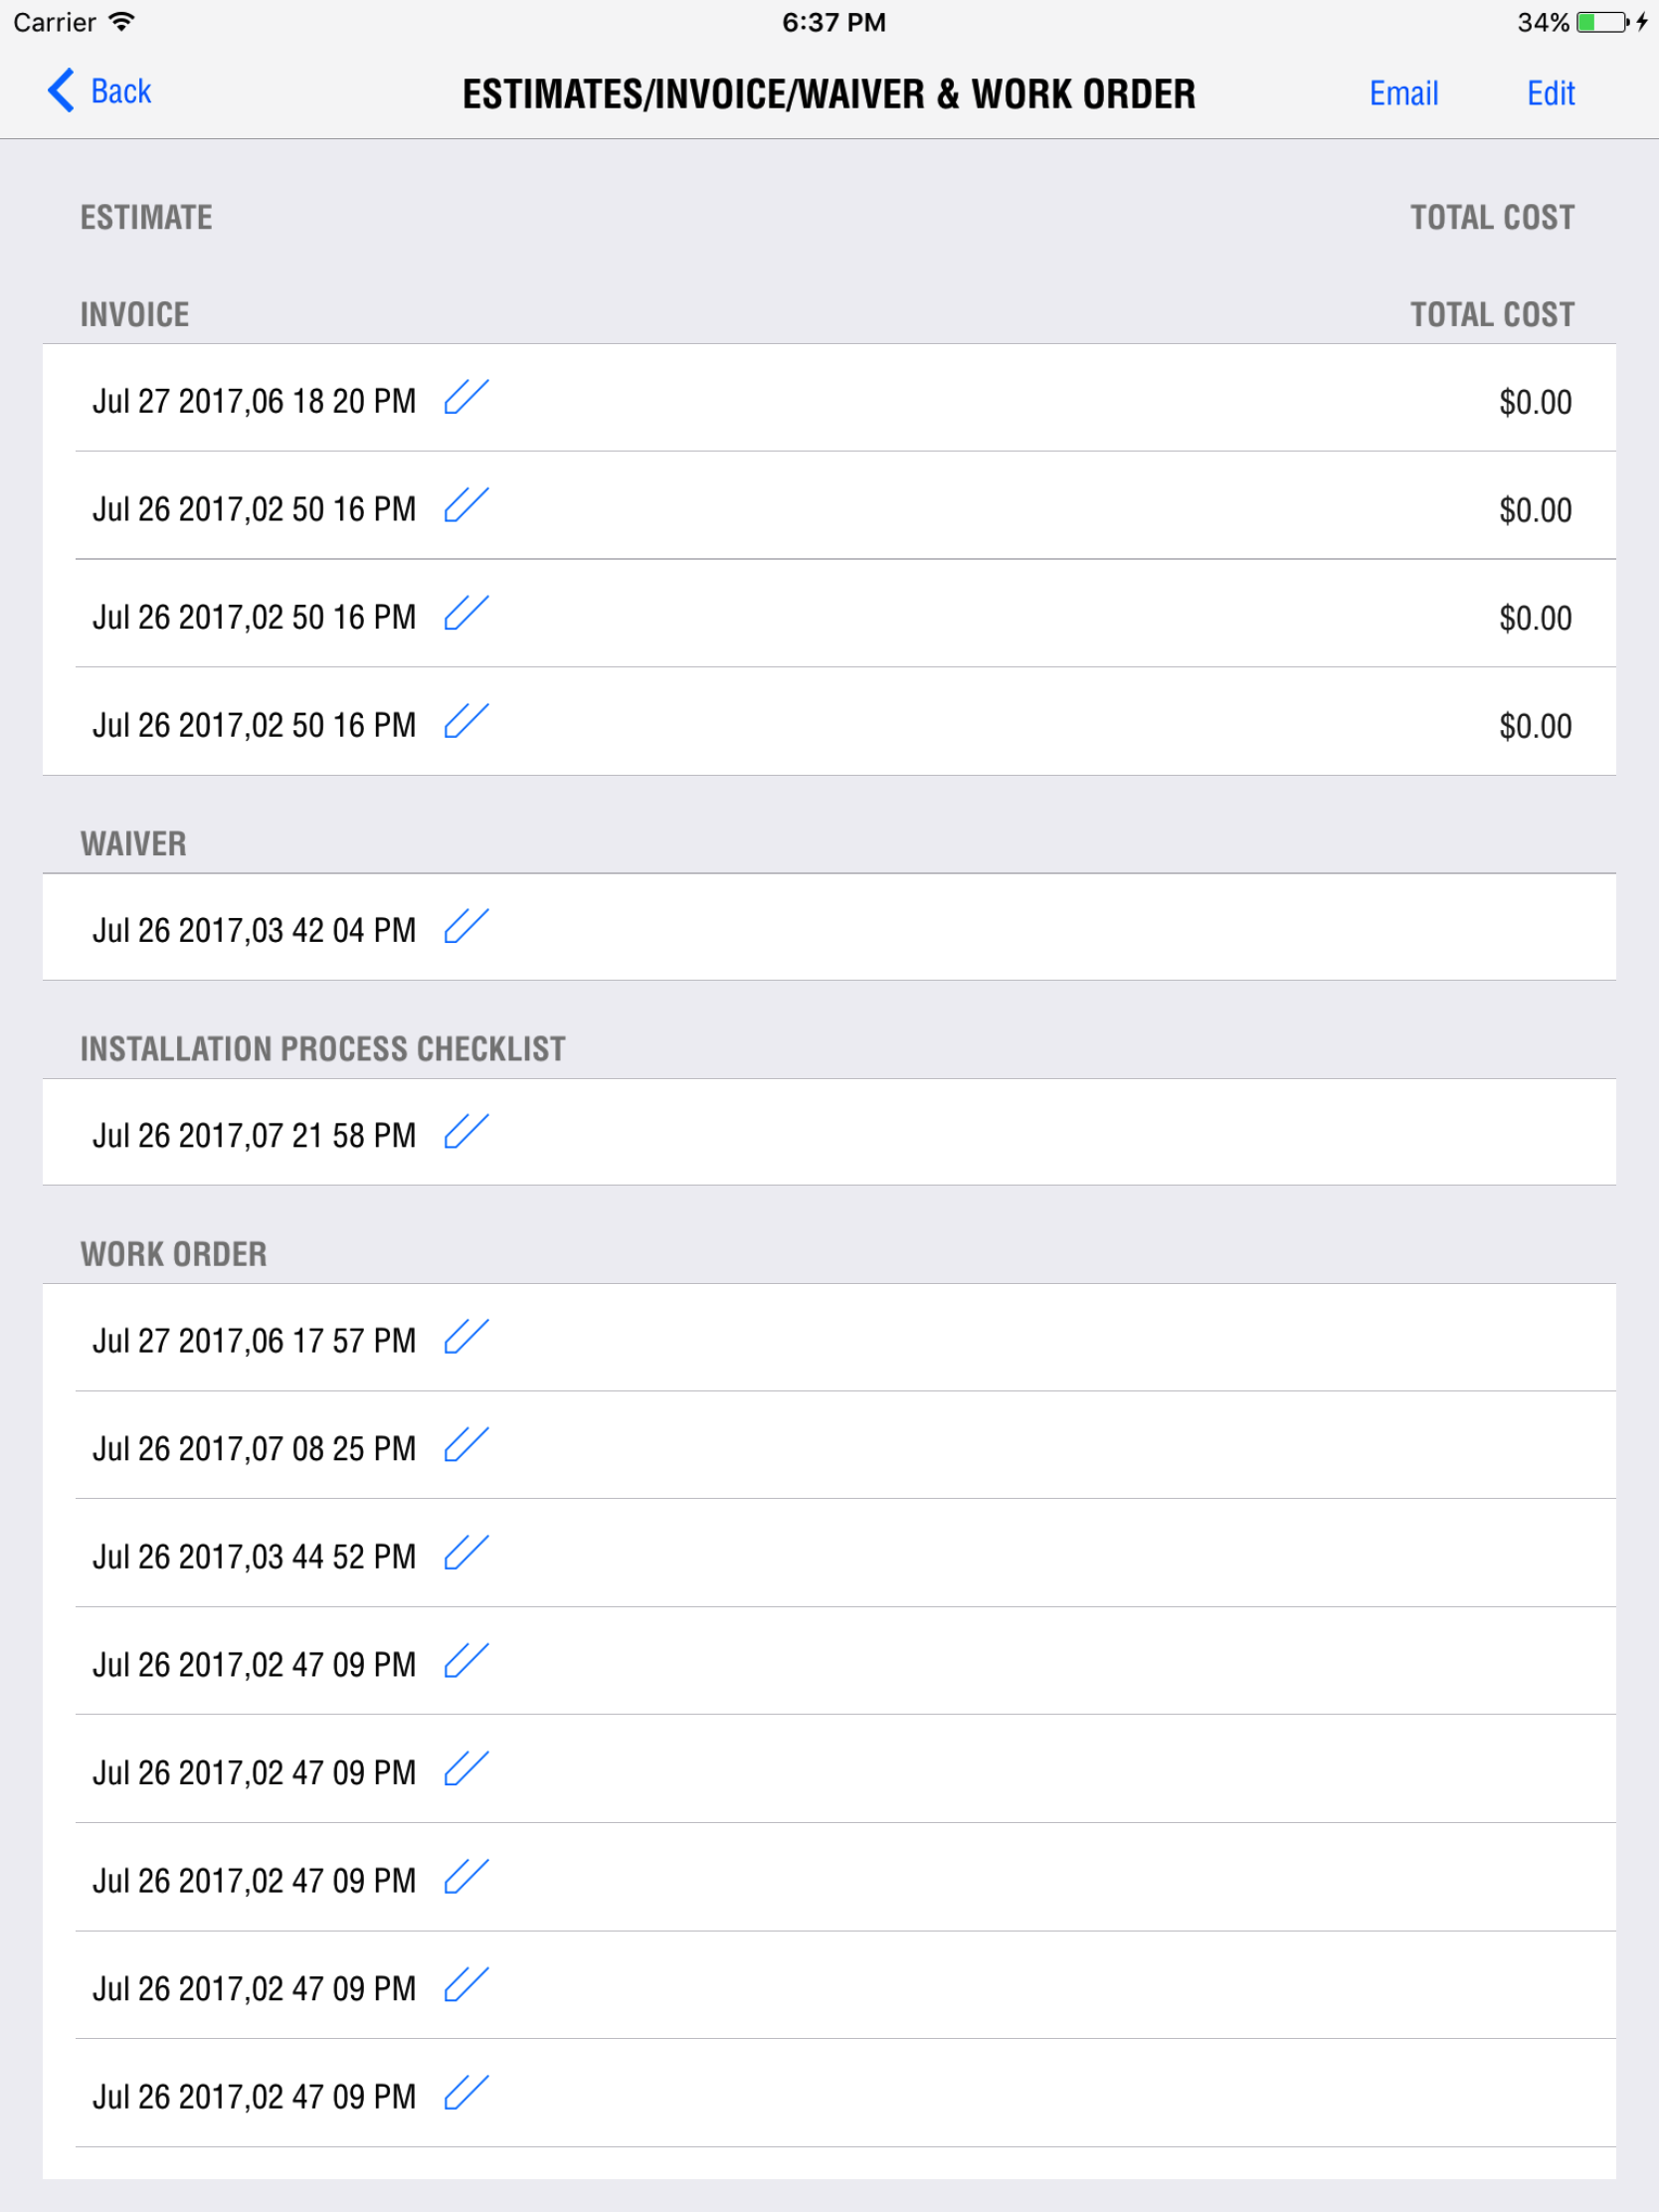 Carrier 6:37 PM 34%
Back ESTIMATES/INVOICE/WAIVER & WORK ORDER Email Edit
ESTIMATE TOTAL COST
INVOICE TOTAL COST
Jul 27 2017,06 18 20 PM $0.00
Jul 26 2017,02 50 16 PM $0.00
Jul 26 2017,02 50 16 PM $0.00
Jul 26 2017,02 50 16 PM $0.00
WAIVER
Jul 26 2017,03 42 04 PM
INSTALLATION PROCESS CHECKLIST
Jul 26 2017,07 21 58 PM
WORK ORDER
Jul 27 2017,06 17 57 PM
Jul 26 2017,07 08 25 PM
Jul 26 2017,03 44 52 PM
Jul 26 2017,02 47 09 PM
Jul 26 2017,02 47 09 PM
Jul 26 2017,02 47 09 PM
Jul 26 2017,02 47 09 PM
Jul 26 2017,02 47 09 PM